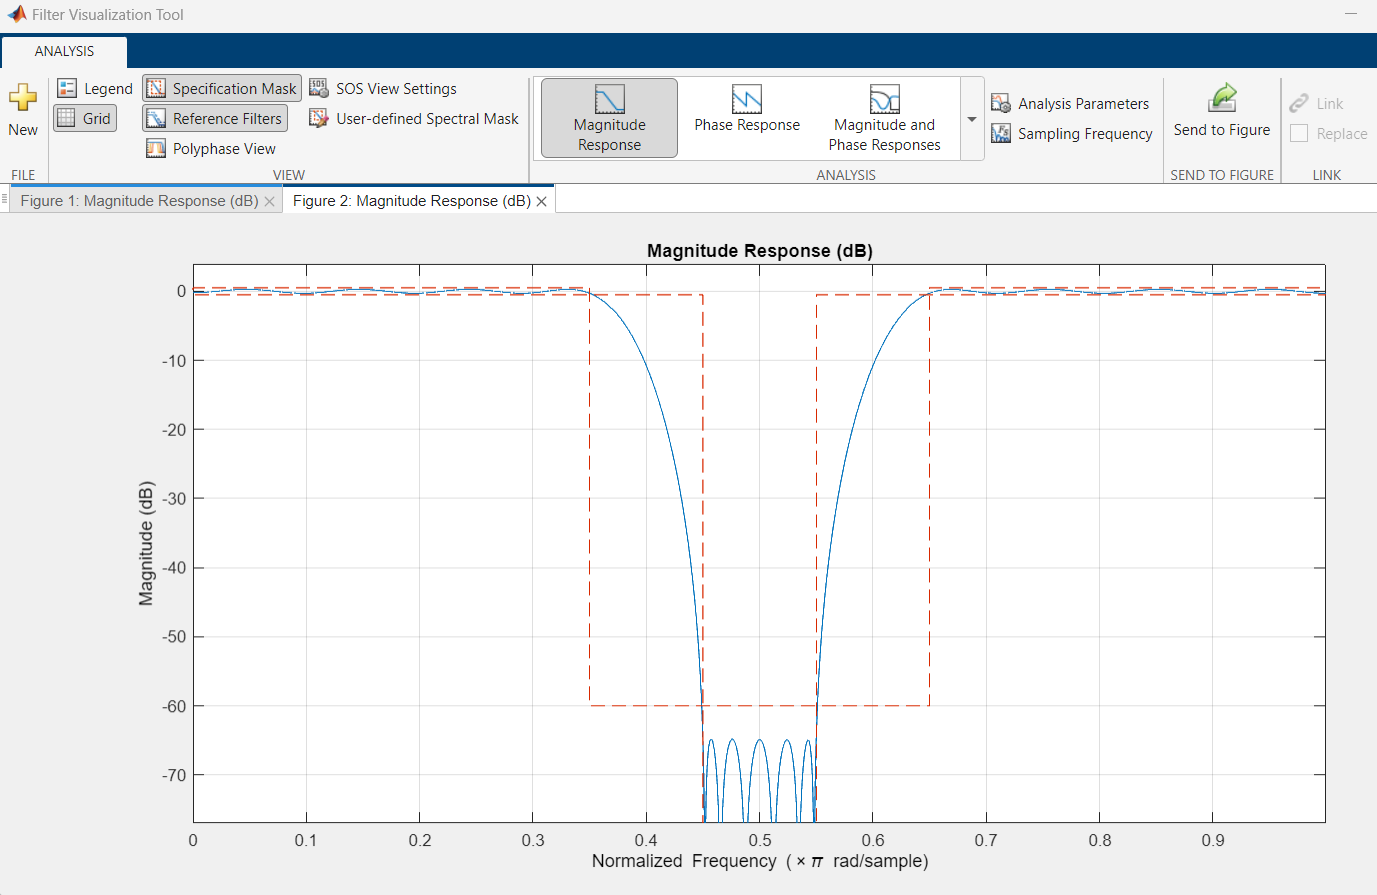 Filter Visualization Tool
ANALYSIS
New
FILE
Legend
Grid
Specification Mask
Reference Filters
Polyphase View
SOS View Settings
User-defined Spectral Mask
VIEW
Magnitude
Response
Phase Response
Magnitude and
Phase Responses
Analysis Parameters
Sampling Frequency
ANALYSIS
Send to Figure
SEND TO FIGURE
Link
Replace
LINK
Figure 1: Magnitude Response (dB)
Figure 2: Magnitude Response (dB)
Magnitude Response (dB)
Magnitude (dB)
0
-10
-20
-30
-40
-50
-60
-70
0 0.1 0.2 0.3 0.4 0.5 0.6 0.7 0.8 0.9
Normalized Frequency (×π rad/sample)